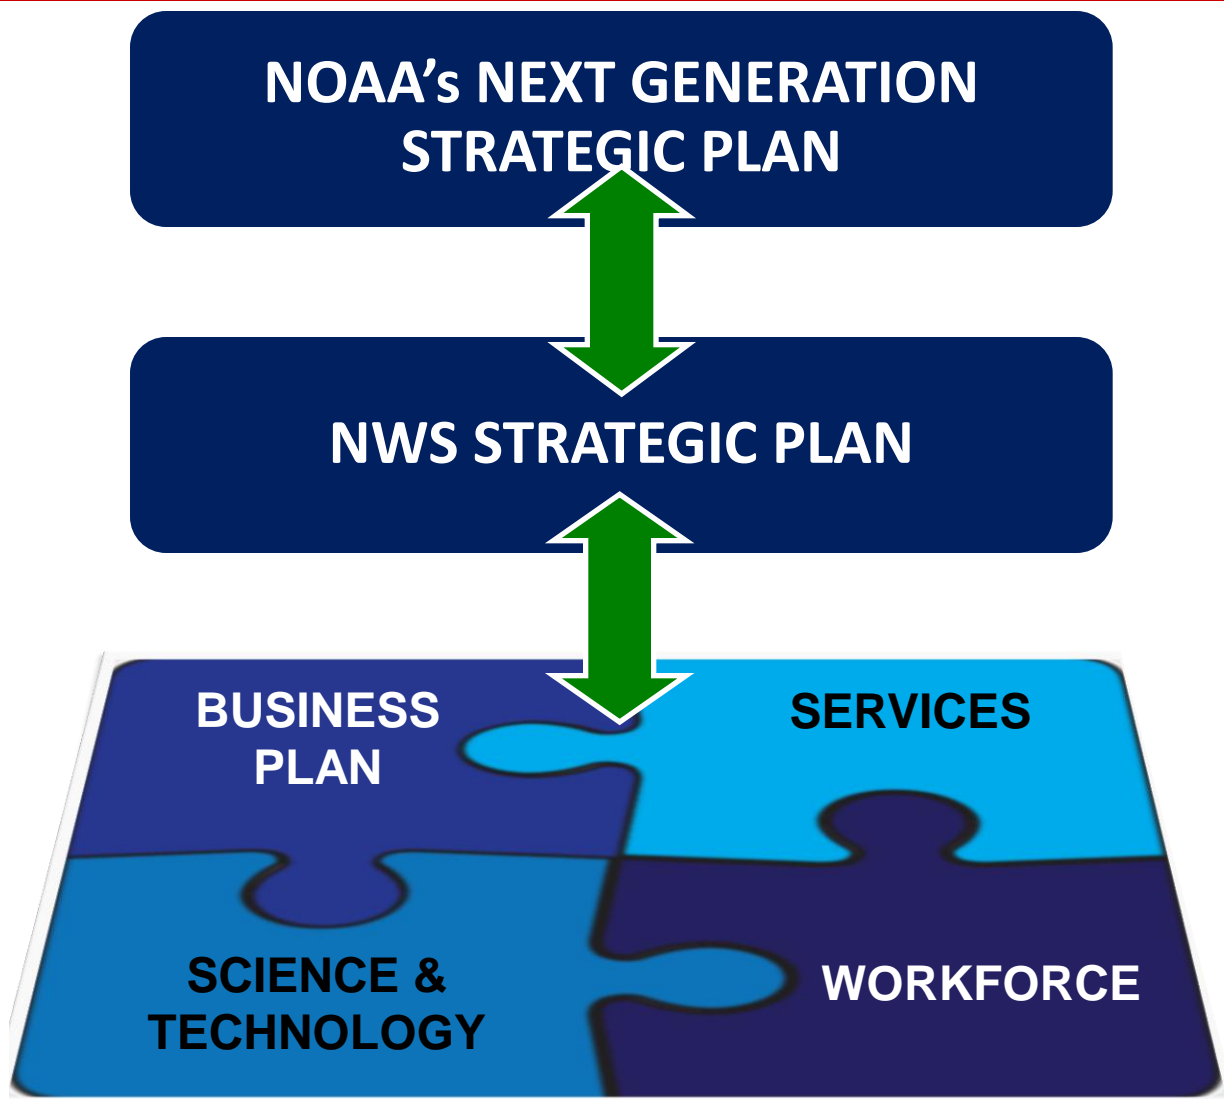 NOAA's NEXT GENERATION
STRATEGIC PLAN
NWS STRATEGIC PLAN
BUSINESS
PLAN
SERVICES
SCIENCE &
TECHNOLOGY
WORKFORCE